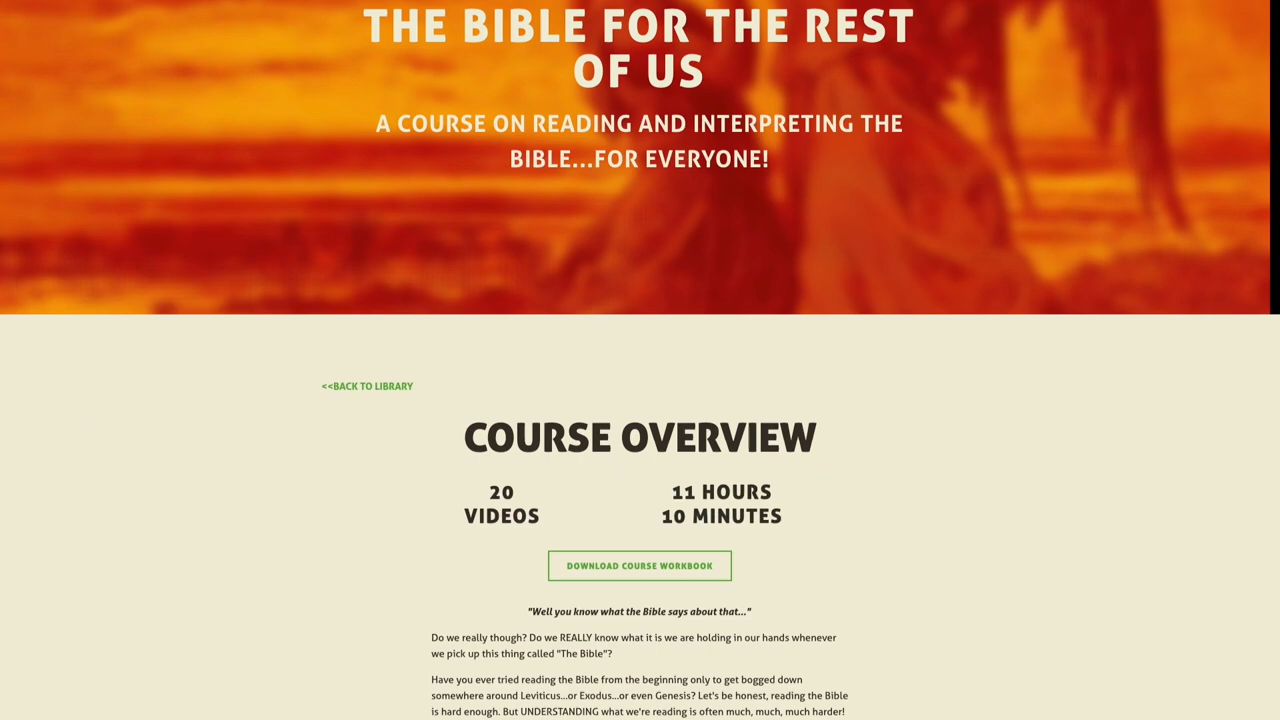 THE BIBLE FOR THE REST
OF US
A COURSE ON READING AND INTERPRETING THE
BIBLE...FOR EVERYONE!
<<BACK TO LIBRARY
COURSE OVERVIEW
20
VIDEOS
11 HOURS
10 MINUTES
DOWNLOAD COURSE WORKBOOK
"Well you know what the Bible says about that..."
Do we really though? Do we REALLY know what it is we are holding in our hands whenever
we pick up this thing called "The Bible"?
Have you ever tried reading the Bible from the beginning only to get bogged down
somewhere around Leviticus...or Exodus...or even Genesis? Let's be honest, reading the Bible
is hard enough. But UNDERSTANDING what we're reading is often much, much, much harder!